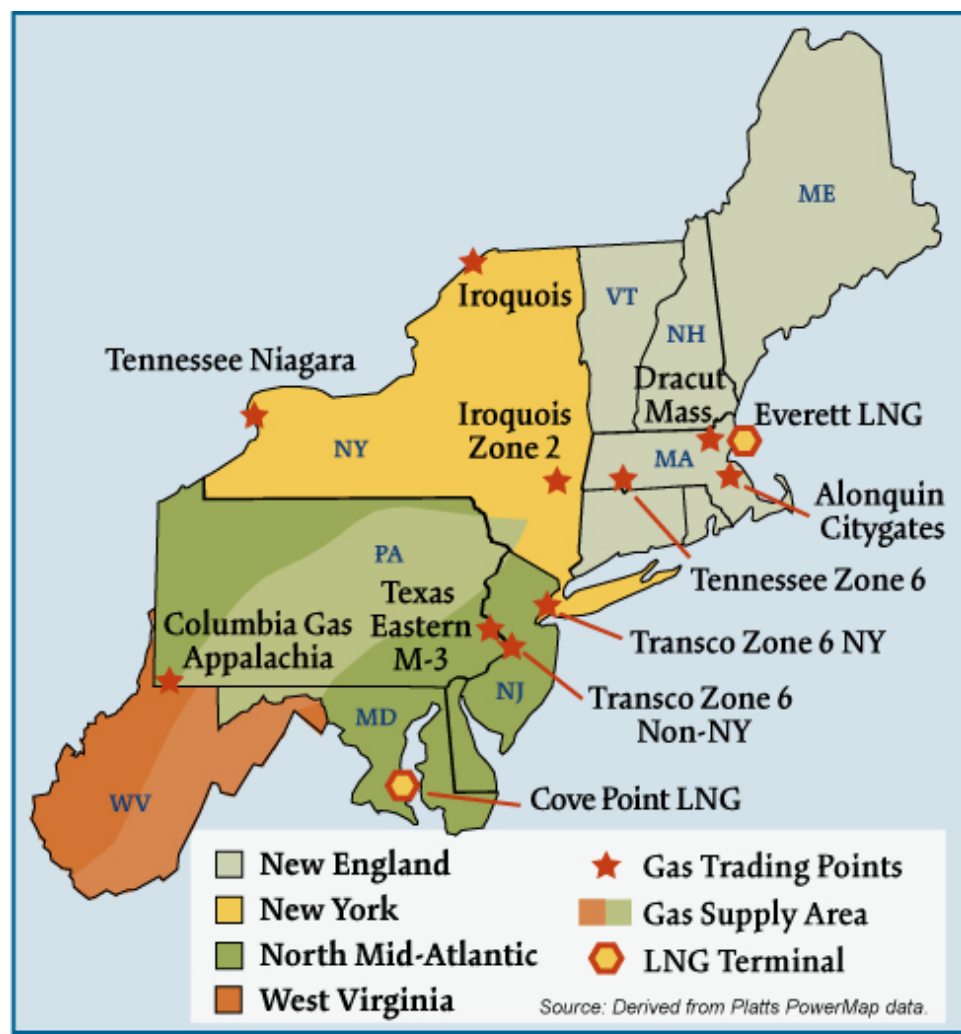 ME
VT
Iroquois
NH
Tennessee Niagara
Dracut
Mass.
Everett LNG
Iroquois
Zone 2
NY
MA
Alonquin
Citygates
PA
Tennessee Zone 6
Texas
Eastern
M-3
Columbia Gas
Appalachia
Transco Zone 6 NY
NJ
Transco Zone 6
Non-NY
MD
WV
Cove Point LNG
New England
New York
North Mid-Atlantic
West Virginia
Gas Trading Points
Gas Supply Area
LNG Terminal
Source: Derived from Platts PowerMap data.